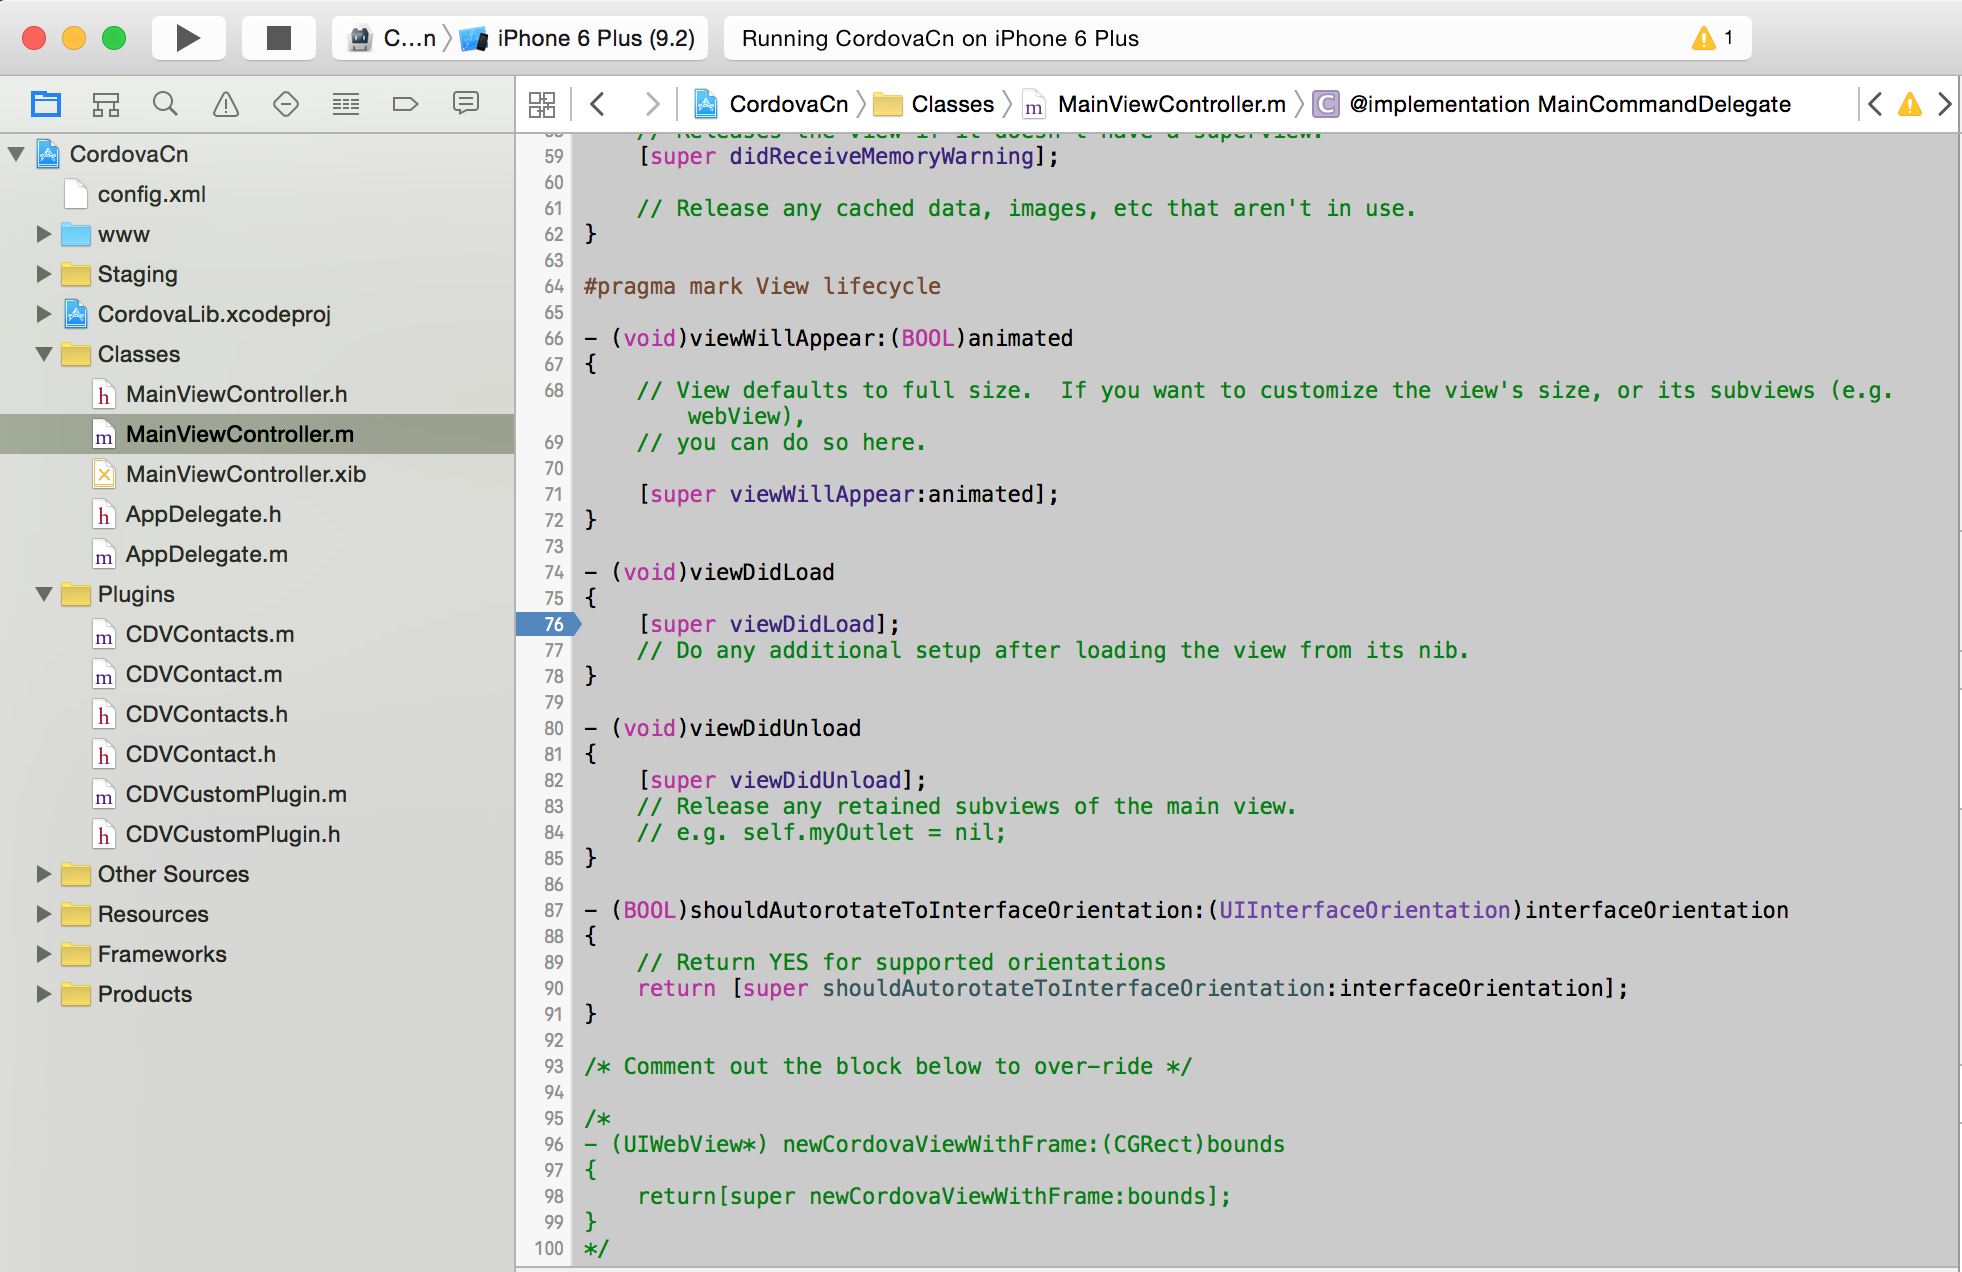 C...n iPhone 6 Plus (9.2) Running CordovaCn on iPhone 6 Plus 1
CordovaCn Classes m MainViewController.m C @implementation MainCommandDelegate
CordovaCn
config.xml
www
Staging
CordovaLib.xcodeproj
Classes
h MainViewController.h
m MainViewController.m
MainViewController.xib
h AppDelegate.h
m AppDelegate.m
Plugins
m CDVContacts.m
m CDVContact.m
h CDVContacts.h
h CDVContact.h
m CDVCustomPlugin.m
h CDVCustomPlugin.h
Other Sources
Resources
Frameworks
Products
// Releases the view if it doesn't have a superview.
59 [super didReceiveMemoryWarning];
60
61 // Release any cached data, images, etc that aren't in use.
62 }
63
64 #pragma mark View lifecycle
65
66 - (void)viewWillAppear:(BOOL)animated
67 {
68 // View defaults to full size.  If you want to customize the view's size, or its subviews (e.g.
webView),
69 // you can do so here.
70
71 [super viewWillAppear:animated];
72 }
73
74 - (void)viewDidLoad
75 {
76 [super viewDidLoad];
77 // Do any additional setup after loading the view from its nib.
78 }
79
80 - (void)viewDidUnload
81 {
82 [super viewDidUnload];
83 // Release any retained subviews of the main view.
84 // e.g. self.myOutlet = nil;
85 }
86
87 - (BOOL)shouldAutorotateToInterfaceOrientation:(UIInterfaceOrientation)interfaceOrientation
88 {
89 // Return YES for supported orientations
90 return [super shouldAutorotateToInterfaceOrientation:interfaceOrientation];
91 }
92
93 /* Comment out the block below to over-ride */
94
95 /*
96 - (UIWebView*) newCordovaViewWithFrame:(CGRect)bounds
97 {
98 return[super newCordovaViewWithFrame:bounds];
99 }
100 */